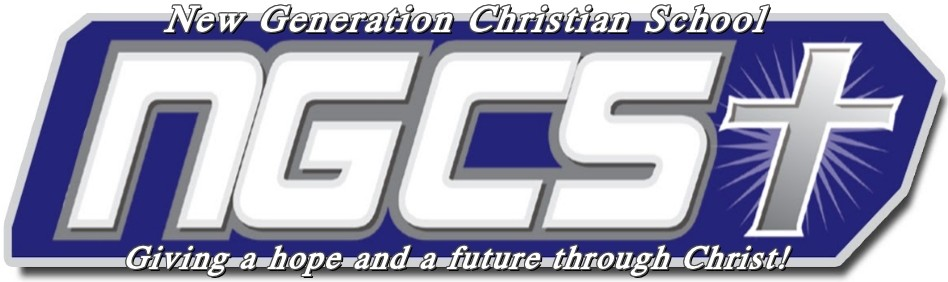 New Generation Christian School
NGCS
Giving a hope and a future through Christ!